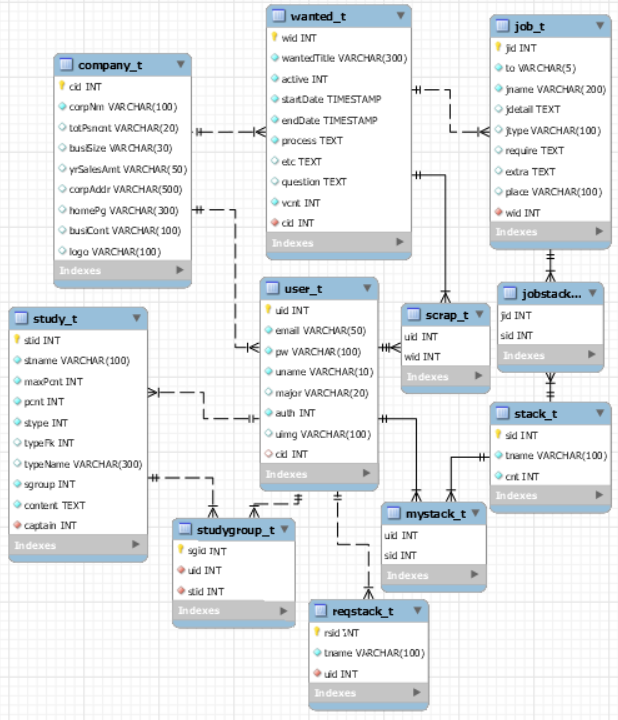 wanted_t
wid INT
wantedTitle VARCHAR(300)
active INT
startDate TIMESTAMP
endDate TIMESTAMP
process TEXT
etc TEXT
question TEXT
vcnt INT
cid INT
Indexes
job_t
jid INT
to VARCHAR(5)
jname VARCHAR(200)
jdetail TEXT
jtype VARCHAR(100)
require TEXT
extra TEXT
place VARCHAR(100)
wid INT
Indexes
company_t
cid INT
corpNm VARCHAR(100)
totPsncnt VARCHAR(20)
busiSize VARCHAR(30)
yrSalesAmt VARCHAR(50)
corpAddr VARCHAR(500)
homePg VARCHAR(300)
busiCont VARCHAR(100)
logo VARCHAR(100)
Indexes
user_t
uid INT
email VARCHAR(50)
pw VARCHAR(100)
uname VARCHAR(10)
major VARCHAR(20)
auth INT
uimg VARCHAR(100)
cid INT
Indexes
scrap_t
uid INT
wid INT
Indexes
jobstack...
jid INT
sid INT
Indexes
study_t
stid INT
stname VARCHAR(100)
maxPcnt INT
pcnt INT
stype INT
typeFk INT
typeName VARCHAR(300)
sgroup INT
content TEXT
captain INT
Indexes
stack_t
sid INT
tname VARCHAR(100)
cnt INT
Indexes
mystack_t
uid INT
sid INT
Indexes
studygroup_t
sgid INT
uid INT
stid INT
Indexes
reqstack_t
rsid INT
tname VARCHAR(100)
uid INT
Indexes